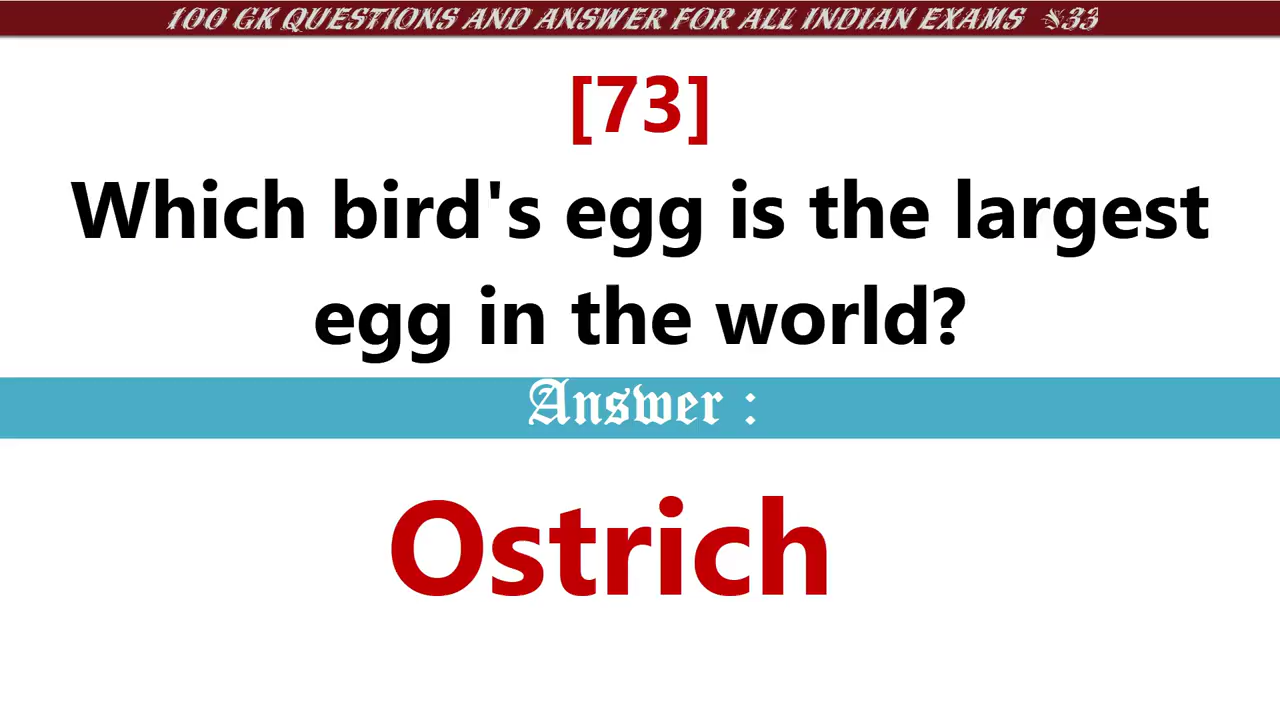 100 GK QUESTIONS AND ANSWER FOR ALL INDIAN EXAMS
[73]
Which bird's egg is the largest
egg in the world?
Answer :
Ostrich